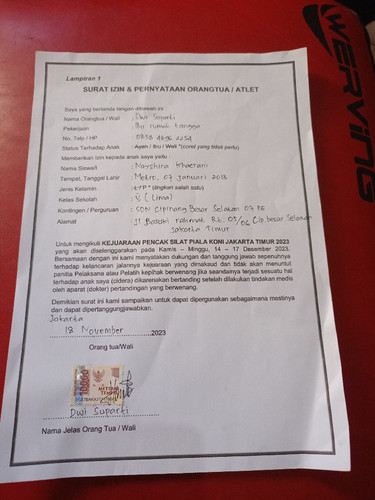 WERVING
Lampiran 1
SURAT IZIN & PERNYATAAN ORANGTUA / ATLET
Saya yang bertanda tangan dibawah ini :
Nama Orangtua / Wali : Dwi Suparti
Pekerjaan : Ibu rumah tangga
No. Telp / HP : 0858
Status Terhadap Anak : Ayah / Ibu / Wali *(coret yang tidak perlu)
Memberikan izin kepada anak saya yaitu :
Nama Siswa/i : Nayshira Khaerani
Tempat, Tanggal Lahir : Metro, 07 Januari
Jenis Kelamin : L/P * (lingkari salah satu)
Kelas Sekolah : V (Lima)
Kontingen / Perguruan : SDN Cipinang Besar Selatan 07 PG
Alamat : Jl Basuki rahmat Rt. 05/06 Cip besar Selatan
Jakarta Timur
Untuk mengikuti KEJUARAAN PENCAK SILAT PIALA KONI JAKARTA TIMUR 2023
yang akan diselenggarakan pada Kamis – Minggu, 14 – 17 Desember 2023.
Bersamaan dengan ini kami menyatakan dukungan dan tanggung jawab sepenuhnya
terhadap kelancaran jalannya kejuaraan yang dimaksud dan tidak akan menuntut
panitia Pelaksana atau Pelatih kepihak berwenang jika seandainya terjadi sesuatu hal
terhadap anak saya (cidera) dikarenakan bertanding setelah dilakukan tindakan medis
oleh aparat (dokter) pertandingan yang berwenang.
Demikian surat ini kami sampaikan untuk dapat dipergunakan sebagaimana mestinya
dan dapat dipertanggungjawabkan.
Jakarta
18 November 2023
Orang tua/Wali
10000
METERAI
TEMPEL
Dwi Suparti
Nama Jelas Orang Tua / Wali